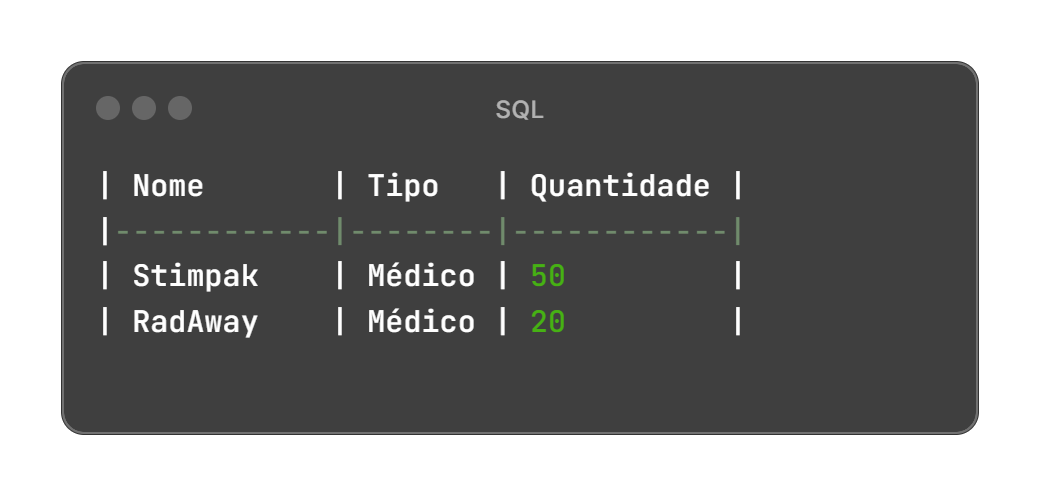 SQL
| Nome       | Tipo   | Quantidade |
|------------|--------|------------|
| Stimpak    | Médico | 50         |
| RadAway    | Médico | 20         |